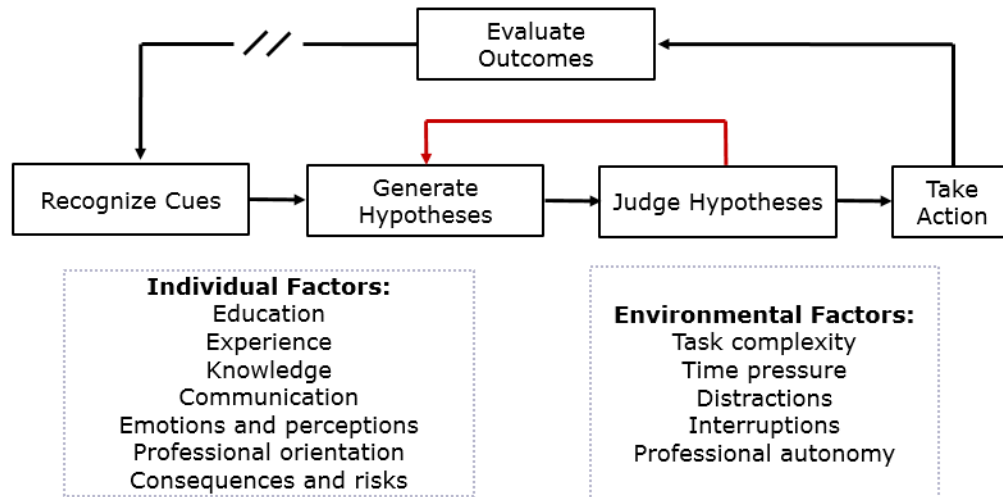 Evaluate
Outcomes
Recognize Cues
Generate
Hypotheses
Judge Hypotheses
Take
Action
Individual Factors:
Education
Experience
Knowledge
Communication
Emotions and perceptions
Professional orientation
Consequences and risks
Environmental Factors:
Task complexity
Time pressure
Distractions
Interruptions
Professional autonomy